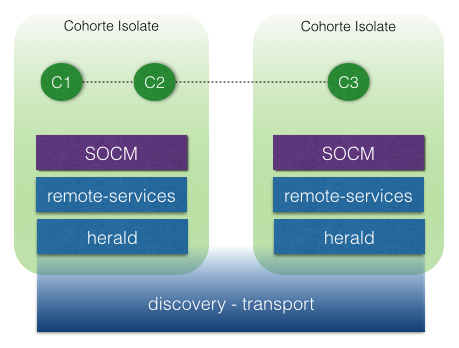 Cohorte Isolate
Cohorte Isolate
C1
C2
C3
SOCM
SOCM
remote-services
remote-services
herald
herald
discovery - transport